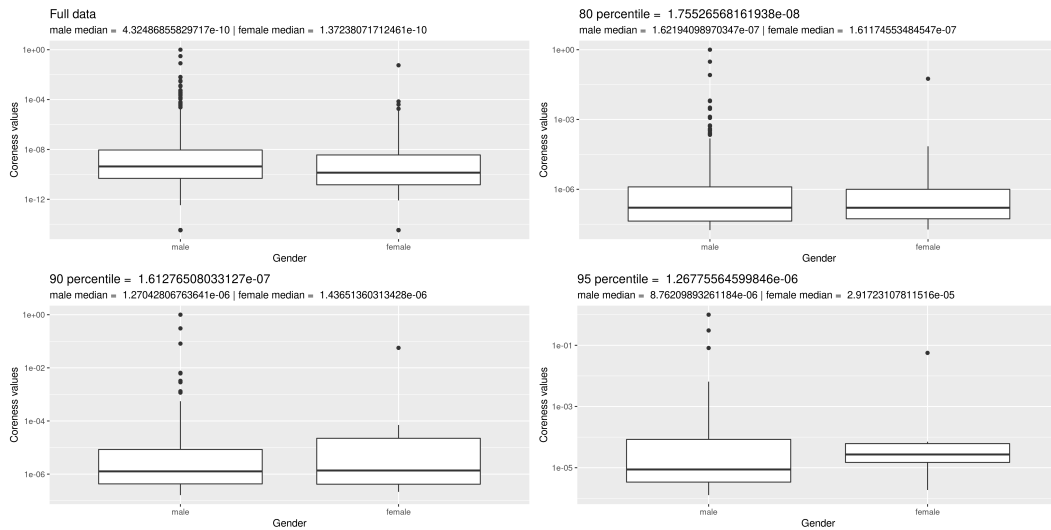 Full data
male median = 4.32486855829717e-10 | female median = 1.37238071712461e-10
1e+00
1e-04
1e-08
1e-12
Coreness values
male
female
Gender
80 percentile = 1.75526568161938e-08
male median = 1.62194098970347e-07 | female median = 1.61174553484547e-07
1e+00
1e-03
1e-06
Coreness values
male
female
Gender
90 percentile = 1.61276508033127e-07
male median = 1.27042806763641e-06 | female median = 1.43651360313428e-06
1e+00
1e-02
1e-04
1e-06
Coreness values
male
female
Gender
95 percentile = 1.26775564599846e-06
male median = 8.76209893261184e-06 | female median = 2.91723107811516e-05
1e-01
1e-03
1e-05
Coreness values
male
female
Gender